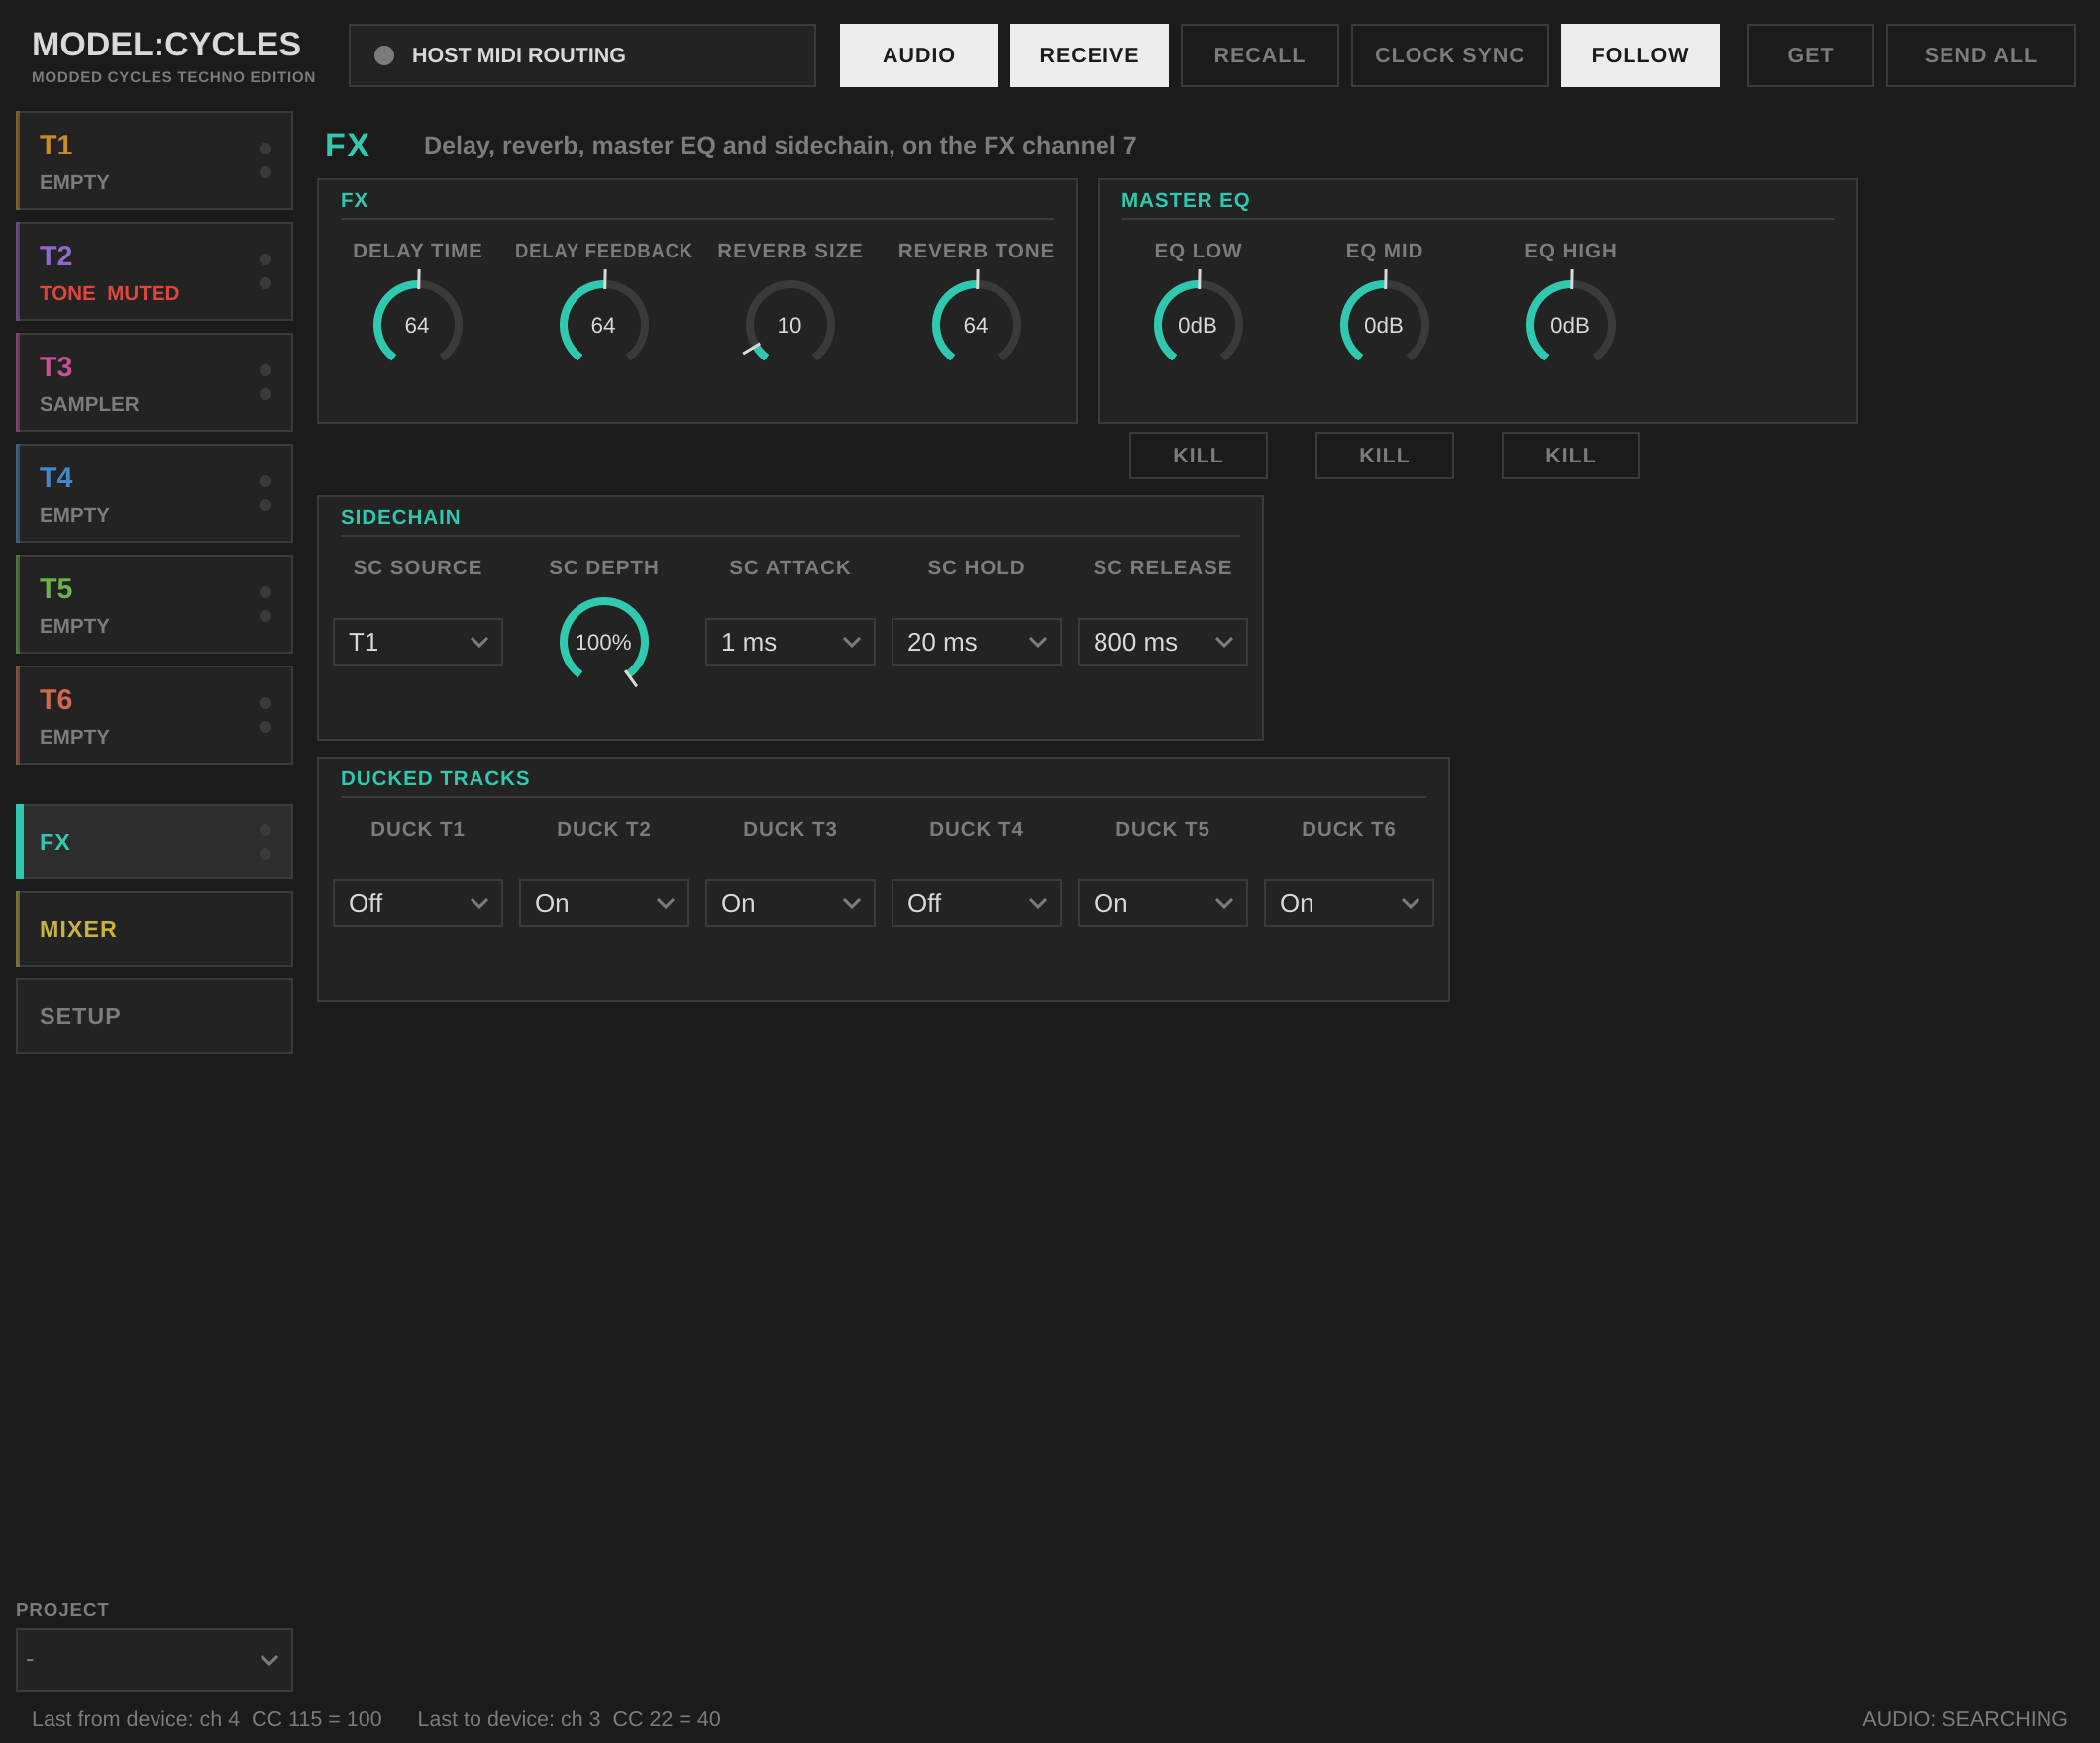 MODEL:CYCLES
MODDED CYCLES TECHNO EDITION
HOST MIDI ROUTING
AUDIO
RECEIVE
RECALL
CLOCK SYNC
FOLLOW
GET
SEND ALL
T1
EMPTY
T2
TONE MUTED
T3
SAMPLER
T4
EMPTY
T5
EMPTY
T6
EMPTY
FX
MIXER
SETUP
FX Delay, reverb, master EQ and sidechain, on the FX channel 7
FX
DELAY TIME DELAY FEEDBACK REVERB SIZE REVERB TONE
64 64 10 64
MASTER EQ
EQ LOW EQ MID EQ HIGH
0dB 0dB 0dB
KILL KILL KILL
SIDECHAIN
SC SOURCE SC DEPTH SC ATTACK SC HOLD SC RELEASE
T1 100% 1 ms 20 ms 800 ms
DUCKED TRACKS
DUCK T1 DUCK T2 DUCK T3 DUCK T4 DUCK T5 DUCK T6
Off On On Off On On
PROJECT
-
Last from device: ch 4 CC 115 = 100 Last to device: ch 3 CC 22 = 40
AUDIO: SEARCHING